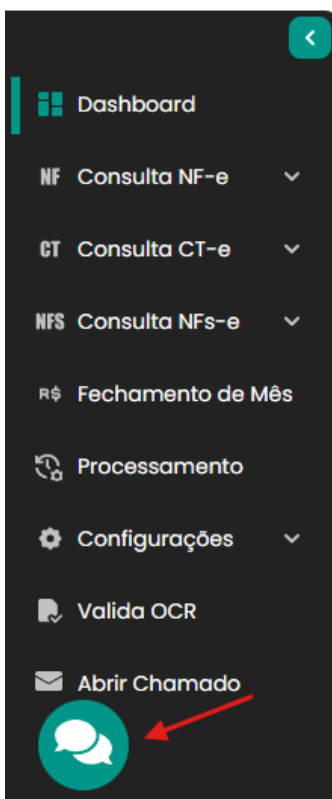 Dashboard
NF Consulta NF-e
CT Consulta CT-e
NFS Consulta NFs-e
R$ Fechamento de Mês
Processamento
Configurações
Valida OCR
Abrir Chamado